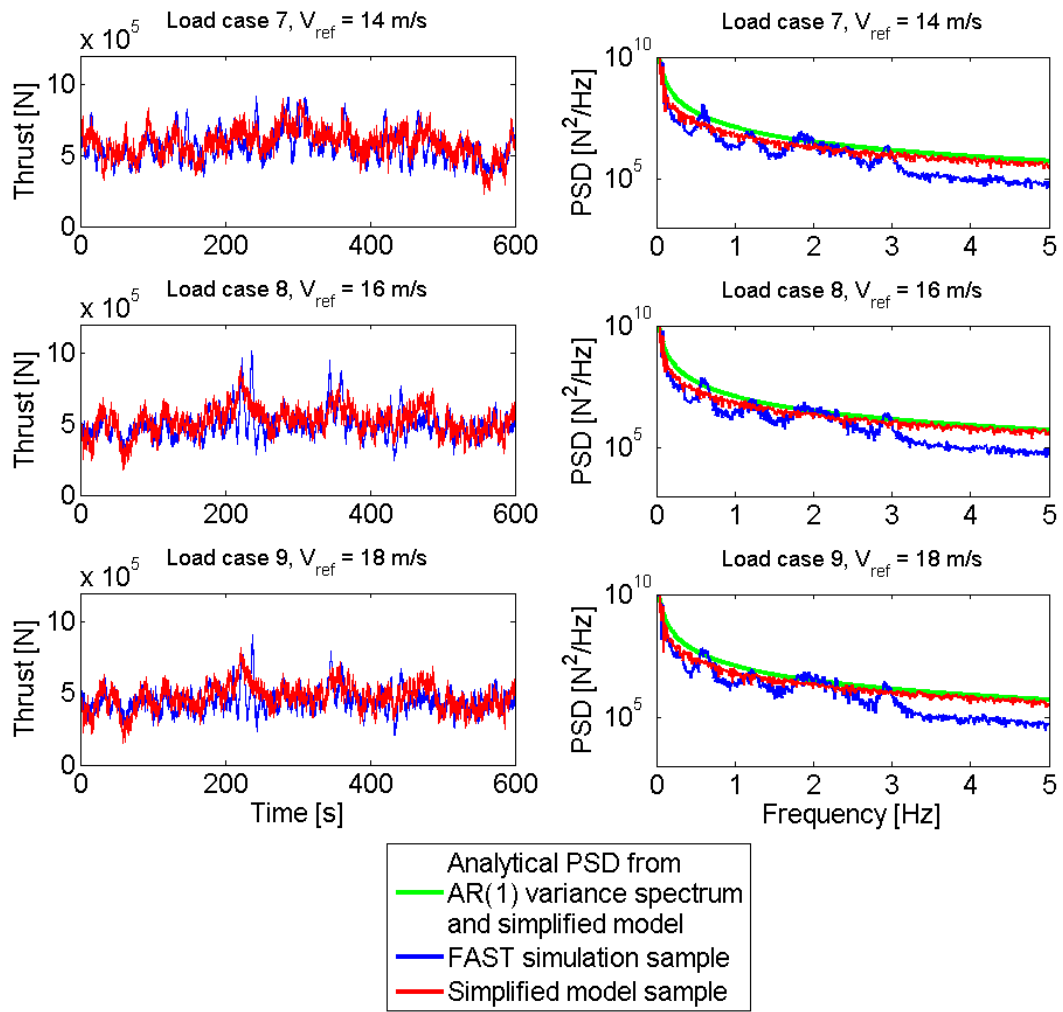 Load case 7, V_ref = 14 m/s
x 10^5
Thrust [N]
10
5
0
0 200 400 600
Load case 7, V_ref = 14 m/s
PSD [N^2/Hz]
10^10
10^5
0 1 2 3 4 5
Load case 8, V_ref = 16 m/s
x 10^5
Thrust [N]
10
5
0
0 200 400 600
Load case 8, V_ref = 16 m/s
PSD [N^2/Hz]
10^10
10^5
0 1 2 3 4 5
Load case 9, V_ref = 18 m/s
x 10^5
Thrust [N]
10
5
0
0 200 400 600
Time [s]
Load case 9, V_ref = 18 m/s
PSD [N^2/Hz]
10^10
10^5
0 1 2 3 4 5
Frequency [Hz]
Analytical PSD from
AR(1) variance spectrum
and simplified model
FAST simulation sample
Simplified model sample